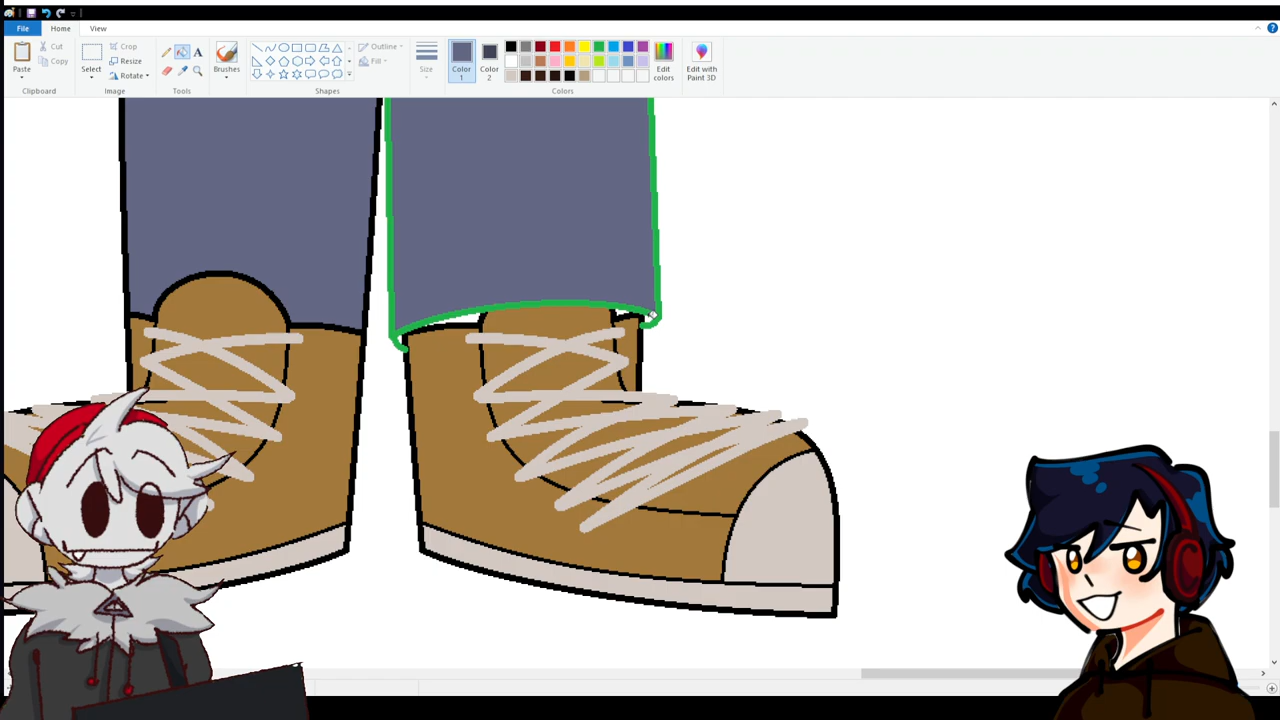 File Home View
Paste
Cut
Copy
Clipboard
Select
Crop
Resize
Rotate
Image
A
Tools
Brushes
Outline
Fill
Shapes
Size
Color
1
Color
2
Edit
colors
Edit with
Paint 3D
Colors